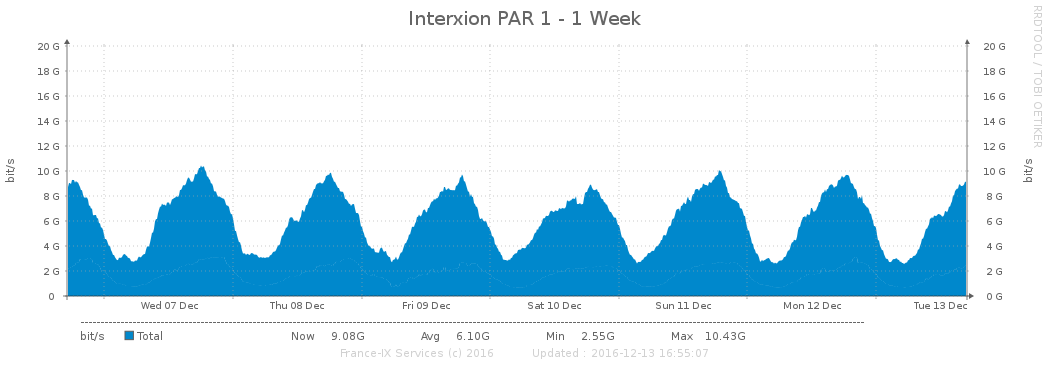 Interxion PAR 1 - 1 Week
RRDTOOL / TOBI OETIKER
20 G 20 G
18 G 18 G
16 G 16 G
14 G 14 G
12 G 12 G
10 G 10 G
8 G 8 G
6 G 6 G
4 G 4 G
2 G 2 G
0 0 G
bit/s
bit/s
Wed 07 Dec Thu 08 Dec Fri 09 Dec Sat 10 Dec Sun 11 Dec Mon 12 Dec Tue 13 Dec
bit/s Total Now 9.08G Avg 6.10G Min 2.55G Max 10.43G
France-IX Services (c) 2016 Updated : 2016-12-13 16:55:07